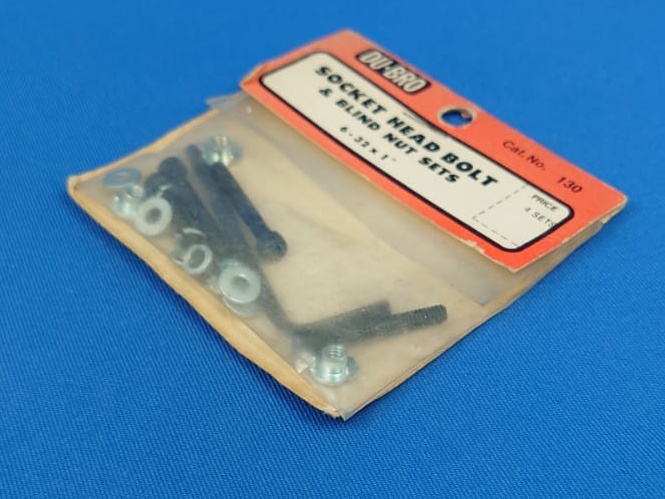 DU-BRO
SOCKET HEAD BOLT
& BLIND NUT SETS
6-32 x 1"
Cat. No. 130
PRICE
4 SETS